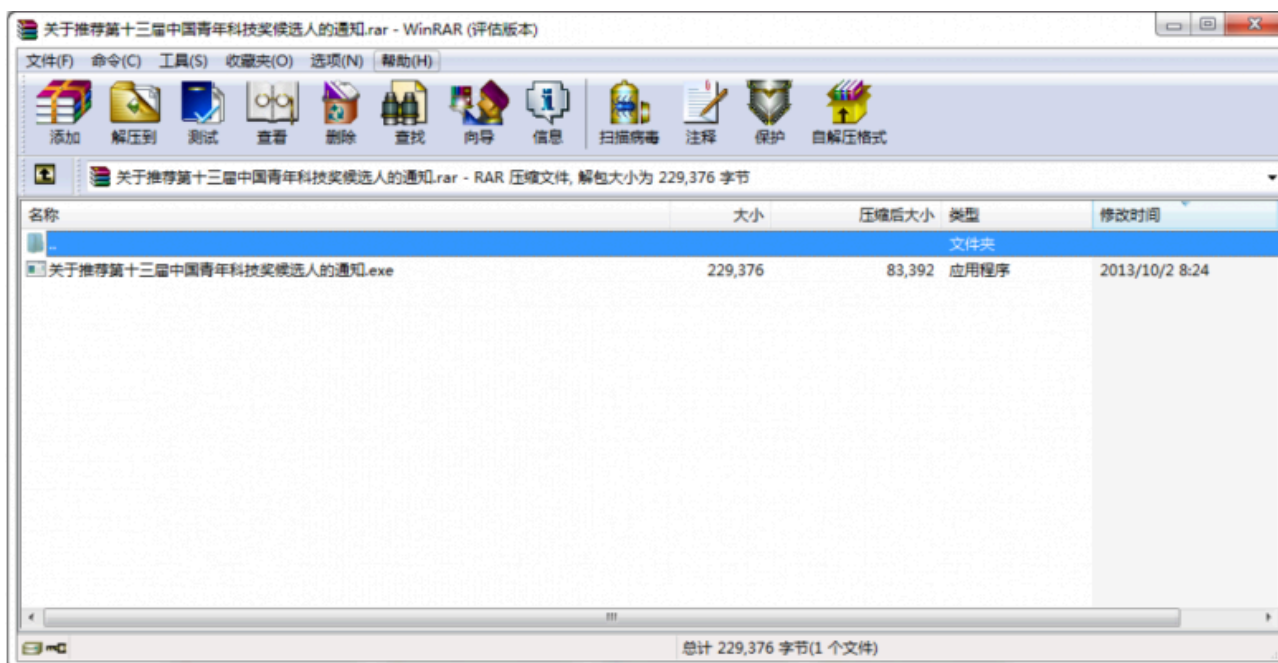 关于推荐第十三届中国青年科技奖候选人的通知.rar - WinRAR (评估版本)
文件(F) 命令(C) 工具(S) 收藏夹(O) 选项(N) 帮助(H)
添加 解压到 测试 查看 删除 查找 向导 信息 扫描病毒 注释 保护 自解压格式
关于推荐第十三届中国青年科技奖候选人的通知.rar - RAR 压缩文件, 解包大小为 229,376 字节
名称 大小 压缩后大小 类型 修改时间
.. 文件夹
关于推荐第十三届中国青年科技奖候选人的通知.exe 229,376 83,392 应用程序 2013/10/2 8:24
总计 229,376 字节(1 个文件)